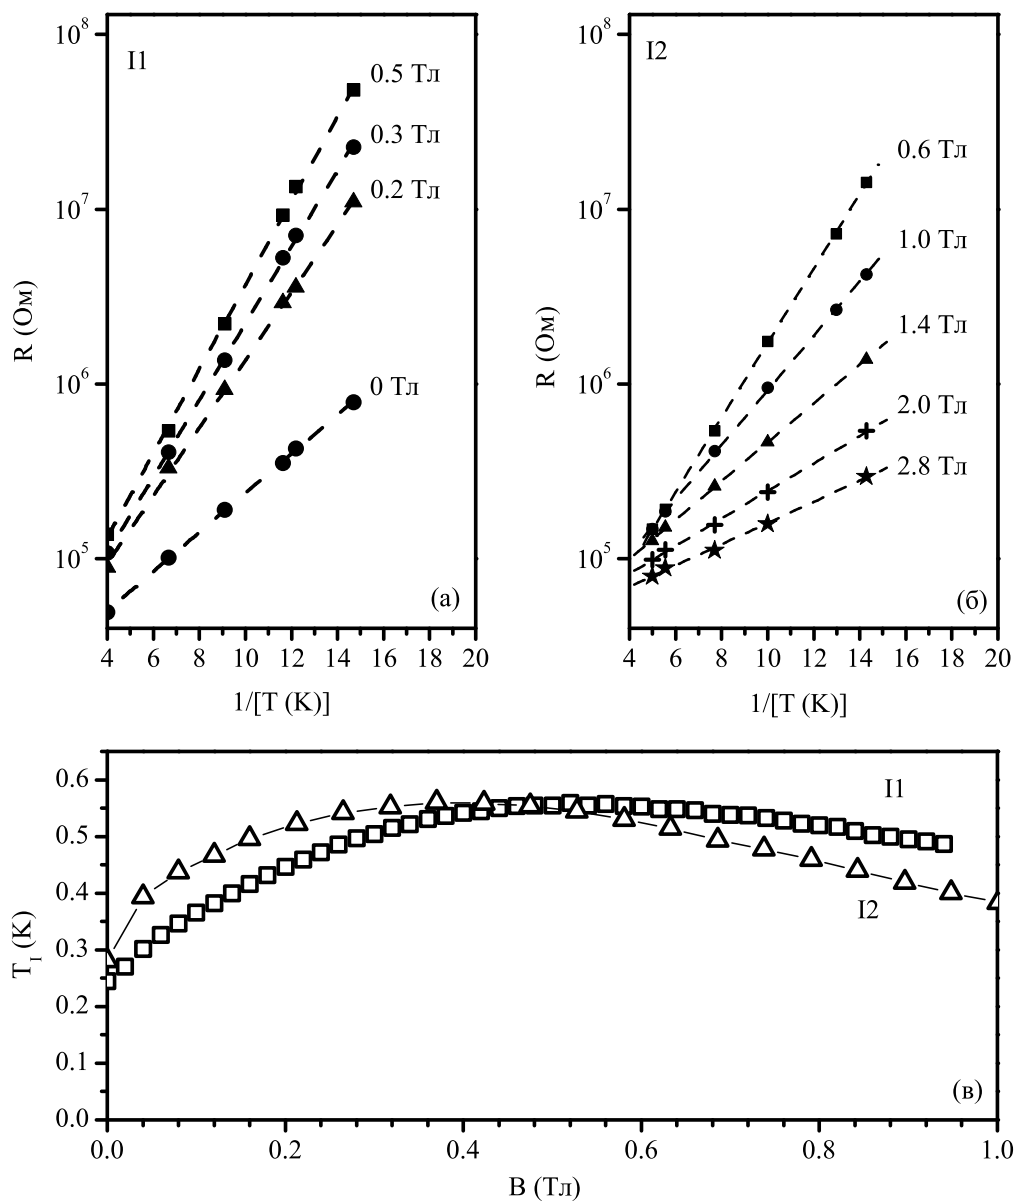 I1
0.5 Тл
0.3 Тл
0.2 Тл
0 Тл
(а)
R (Ом)
10⁸
10⁷
10⁶
10⁵
4 6 8 10 12 14 16 18 20
1/[T (K)]
I2
0.6 Тл
1.0 Тл
1.4 Тл
2.0 Тл
2.8 Тл
(б)
R (Ом)
10⁸
10⁷
10⁶
10⁵
4 6 8 10 12 14 16 18 20
1/[T (K)]
I1
I2
(в)
T_I (K)
0.6
0.5
0.4
0.3
0.2
0.1
0.0
0.0 0.2 0.4 0.6 0.8 1.0
B (Тл)